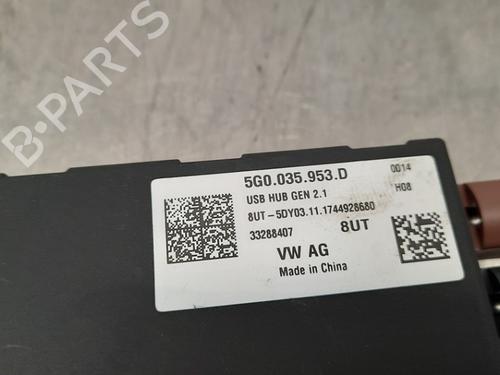 B-PARTS
5G0.035.953.D 0014
USB HUB GEN 2.1 H08
8UT-5DY03.11.1744928680
33288407 8UT
VW AG
Made in China